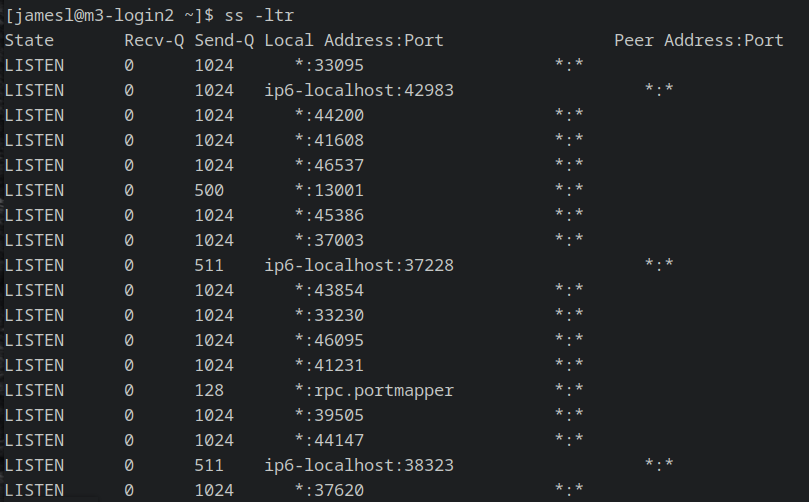 [jamesl@m3-login2 ~]$ ss -ltr
State Recv-Q Send-Q Local Address:Port Peer Address:Port
LISTEN 0 1024 *:33095 *:*
LISTEN 0 1024 ip6-localhost:42983 *:*
LISTEN 0 1024 *:44200 *:*
LISTEN 0 1024 *:41608 *:*
LISTEN 0 1024 *:46537 *:*
LISTEN 0 500 *:13001 *:*
LISTEN 0 1024 *:45386 *:*
LISTEN 0 1024 *:37003 *:*
LISTEN 0 511 ip6-localhost:37228 *:*
LISTEN 0 1024 *:43854 *:*
LISTEN 0 1024 *:33230 *:*
LISTEN 0 1024 *:46095 *:*
LISTEN 0 1024 *:41231 *:*
LISTEN 0 128 *:rpc.portmapper *:*
LISTEN 0 1024 *:39505 *:*
LISTEN 0 1024 *:44147 *:*
LISTEN 0 511 ip6-localhost:38323 *:*
LISTEN 0 1024 *:37620 *:*